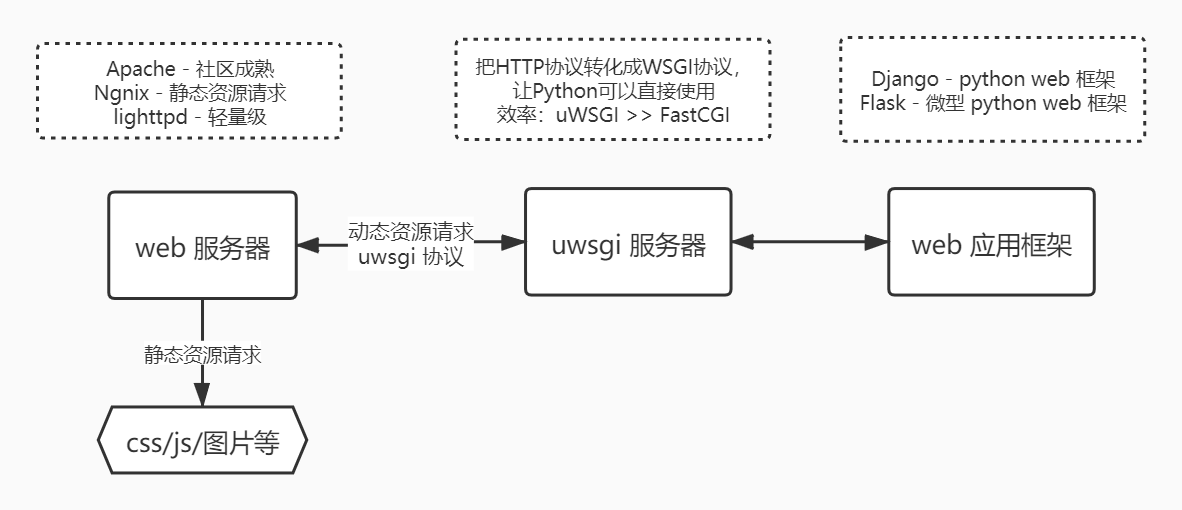 Apache - 社区成熟
Ngnix - 静态资源请求
lighttpd - 轻量级
把HTTP协议转化成WSGI协议，
让Python可以直接使用
效率：uWSGI >> FastCGI
Django - python web 框架
Flask - 微型 python web 框架
web 服务器
动态资源请求
uwsgi 协议
uwsgi 服务器
web 应用框架
静态资源请求
css/js/图片等